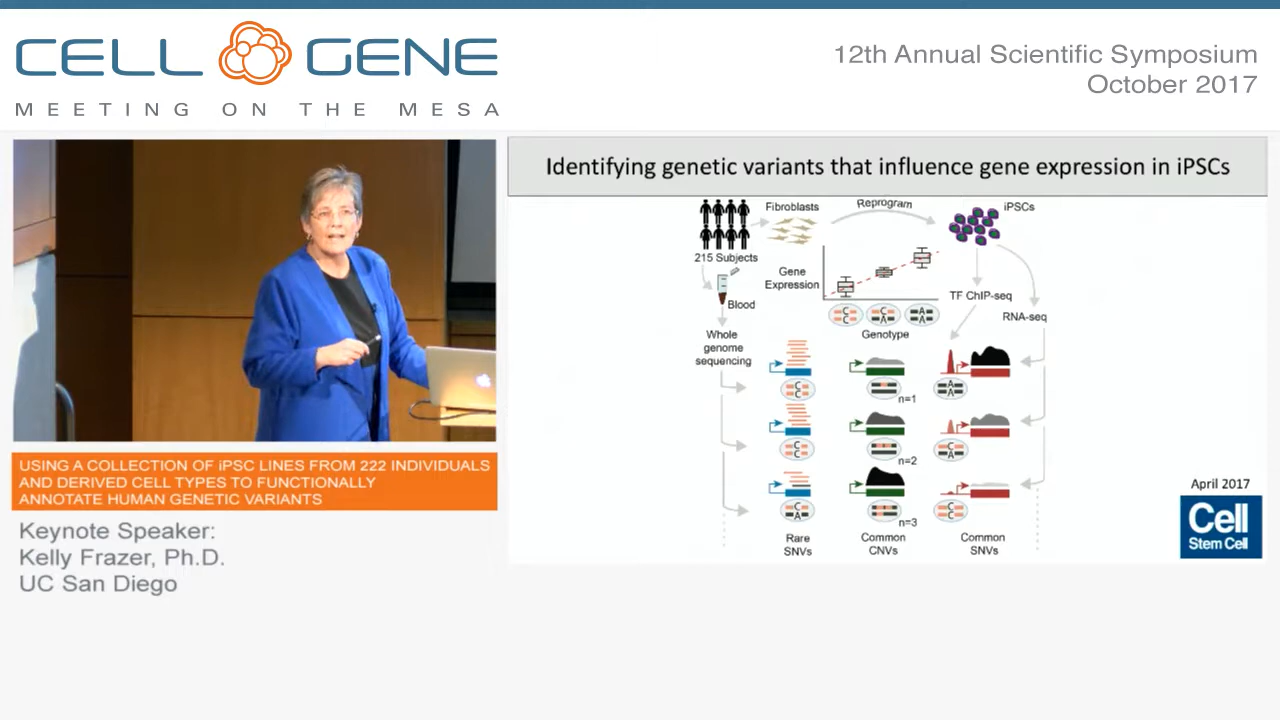 CELL GENE
MEETING ON THE MESA
12th Annual Scientific Symposium
October 2017
Identifying genetic variants that influence gene expression in iPSCs
Fibroblasts
Reprogram
iPSCs
215 Subjects
Gene
Expression
TF ChIP-seq
Blood
RNA-seq
C
C
C
A
A
A
Genotype
Whole
genome
sequencing
C
C
n=1
A
A
C
C
n=2
C
A
C
A
n=3
C
C
Rare
SNVs
Common
CNVs
Common
SNVs
April 2017
Cell
Stem Cell
USING A COLLECTION OF iPSC LINES FROM 222 INDIVIDUALS
AND DERIVED CELL TYPES TO FUNCTIONALLY
ANNOTATE HUMAN GENETIC VARIANTS
Keynote Speaker:
Kelly Frazer, Ph.D.
UC San Diego